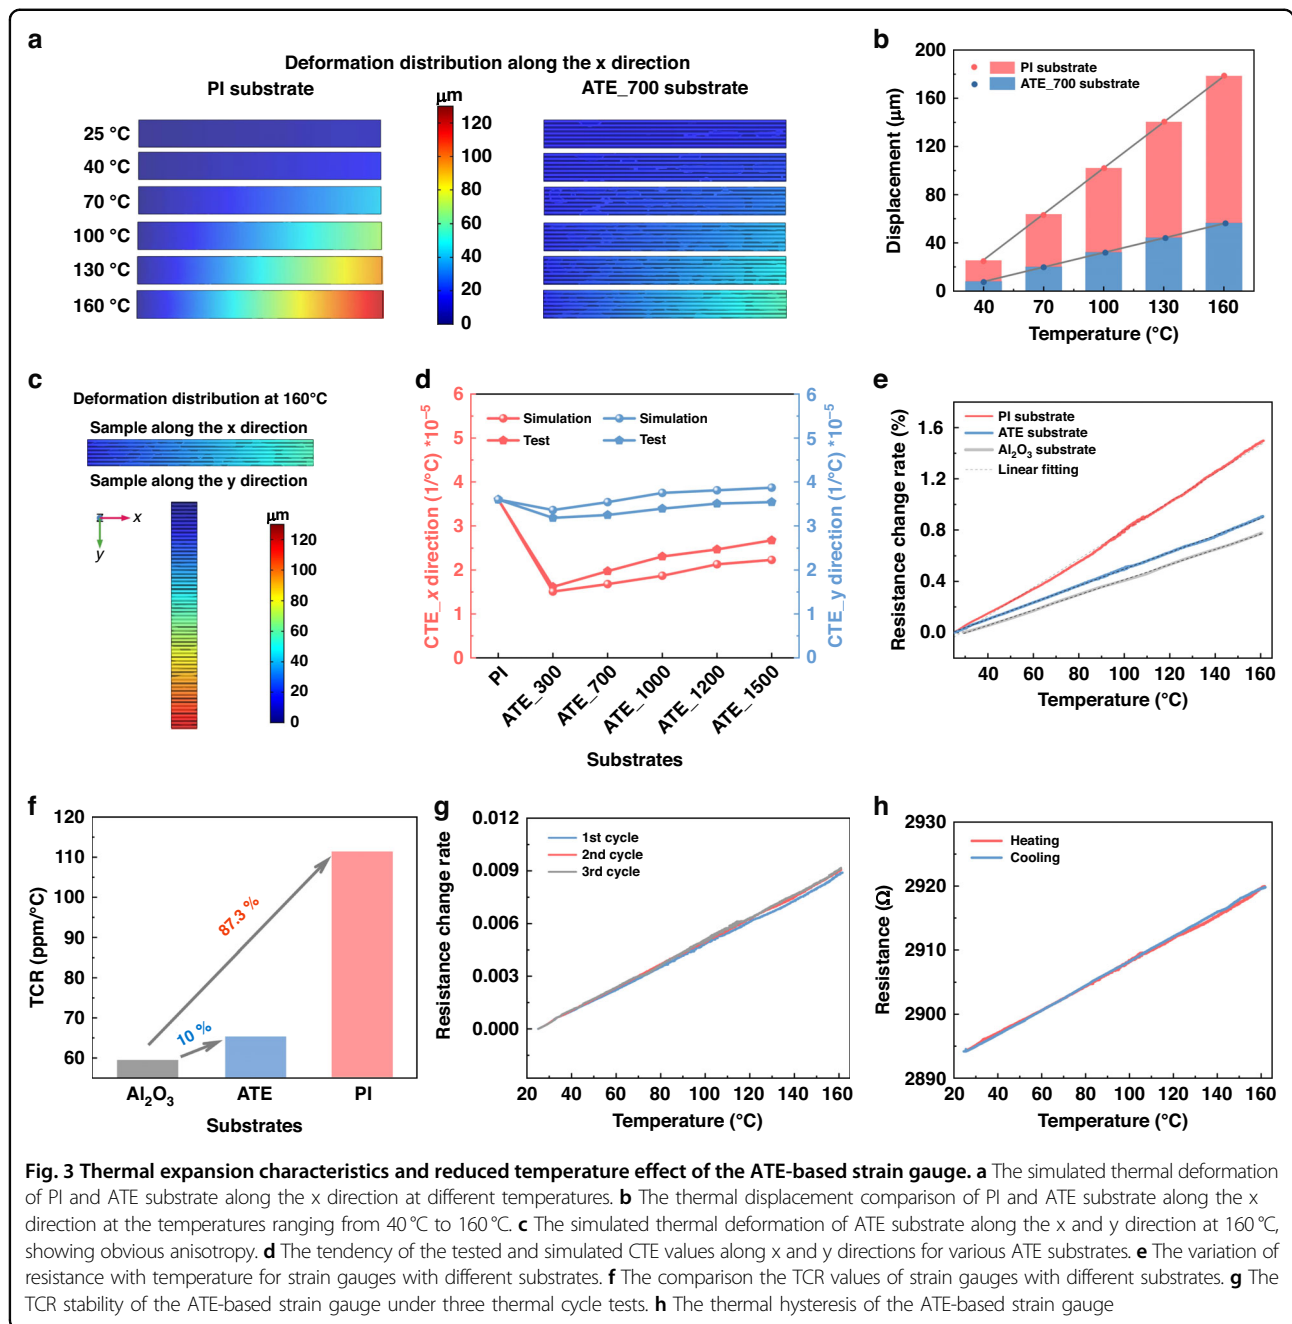 a
Deformation distribution along the x direction
PI substrate
μm
ATE_700 substrate
25 °C
40 °C
70 °C
100 °C
130 °C
160 °C
120
100
80
60
40
20
0
b
200
160
120
80
40
0
Displacement (μm)
PI substrate
ATE_700 substrate
40 70 100 130 160
Temperature (°C)
c
Deformation distribution at 160°C
Sample along the x direction
Sample along the y direction
z x
y
μm
120
100
80
60
40
20
0
d
6
5
4
3
2
1
0
CTE_x direction (1/°C) *10⁻⁵
Simulation Simulation
Test Test
6
5
4
3
2
1
0
CTE_y direction (1/°C) *10⁻⁵
PI ATE_300 ATE_700 ATE_1000 ATE_1200 ATE_1500
Substrates
e
1.6
1.2
0.8
0.4
0.0
Resistance change rate (%)
PI substrate
ATE substrate
Al₂O₃ substrate
Linear fitting
40 60 80 100 120 140 160
Temperature (°C)
f
120
110
100
90
80
70
60
TCR (ppm/°C)
87.3 %
10 %
Al₂O₃ ATE PI
Substrates
g
0.012
0.009
0.006
0.003
0.000
Resistance change rate
1st cycle
2nd cycle
3rd cycle
20 40 60 80 100 120 140 160
Temperature (°C)
h
2930
2920
2910
2900
2890
Resistance (Ω)
Heating
Cooling
20 40 60 80 100 120 140 160
Temperature (°C)
Fig. 3 Thermal expansion characteristics and reduced temperature effect of the ATE-based strain gauge. a The simulated thermal deformation
of PI and ATE substrate along the x direction at different temperatures. b The thermal displacement comparison of PI and ATE substrate along the x
direction at the temperatures ranging from 40 °C to 160 °C. c The simulated thermal deformation of ATE substrate along the x and y direction at 160 °C,
showing obvious anisotropy. d The tendency of the tested and simulated CTE values along x and y directions for various ATE substrates. e The variation of
resistance with temperature for strain gauges with different substrates. f The comparison the TCR values of strain gauges with different substrates. g The
TCR stability of the ATE-based strain gauge under three thermal cycle tests. h The thermal hysteresis of the ATE-based strain gauge